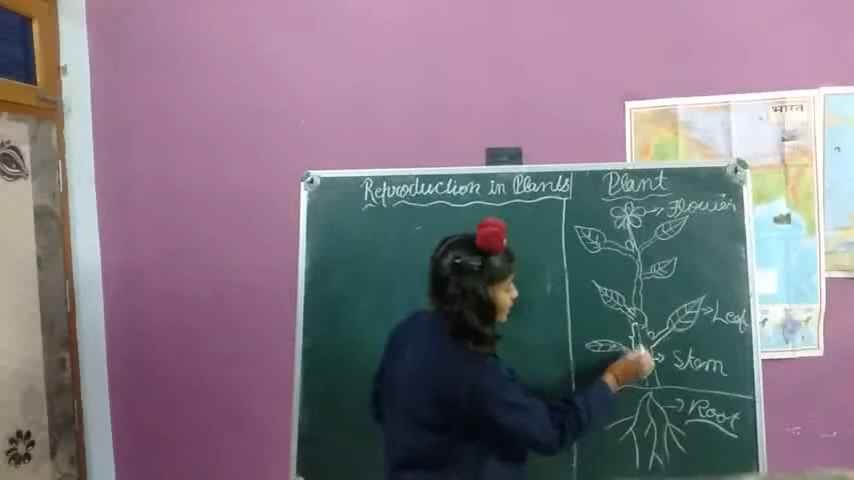 Reproduction in Plants
Plant
Flower
Leaf
Stem
Root
भारत